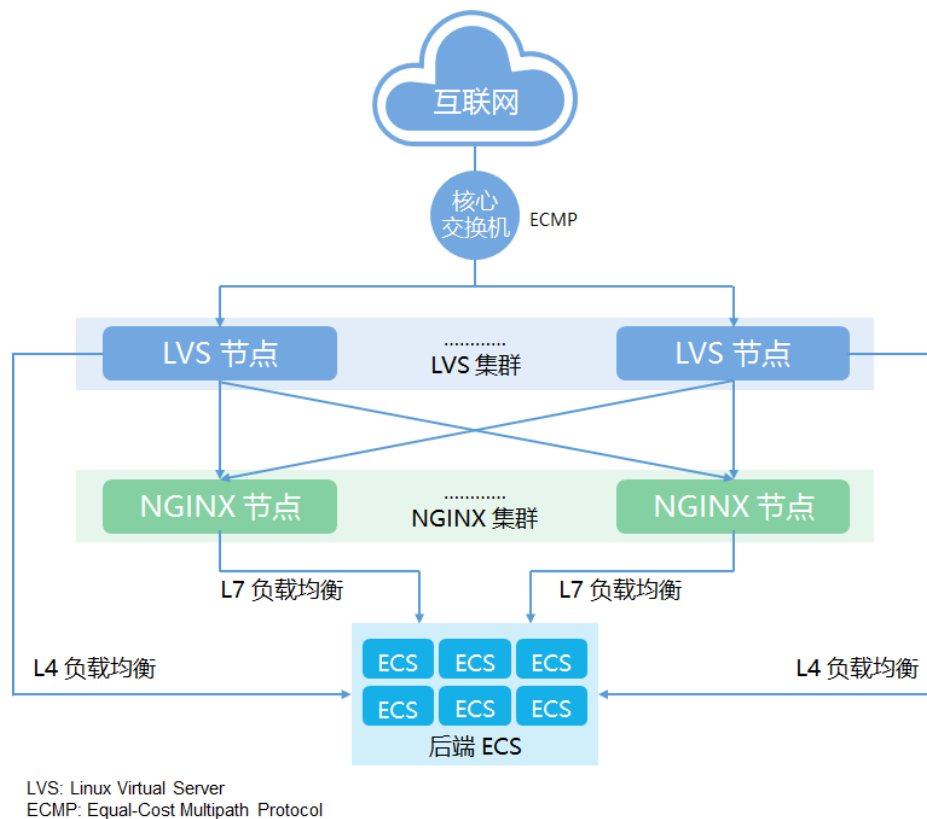 互联网
核心
交换机
ECMP
LVS 节点
............
LVS 集群
LVS 节点
NGINX 节点
............
NGINX 集群
NGINX 节点
L7 负载均衡
L7 负载均衡
L4 负载均衡
L4 负载均衡
ECS ECS ECS
ECS ECS ECS
后端 ECS
LVS: Linux Virtual Server
ECMP: Equal-Cost Multipath Protocol